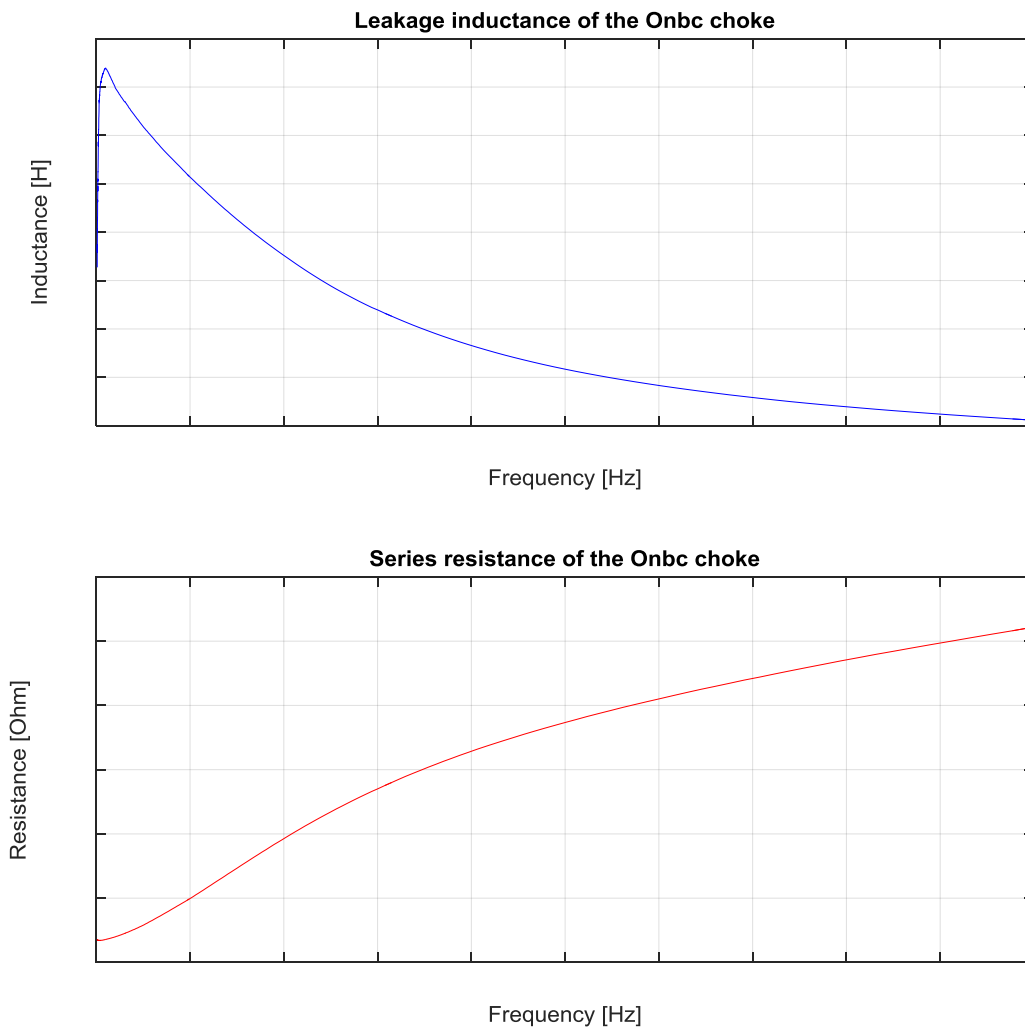 Leakage inductance of the Onbc choke
Inductance [H]
Frequency [Hz]
Series resistance of the Onbc choke
Resistance [Ohm]
Frequency [Hz]